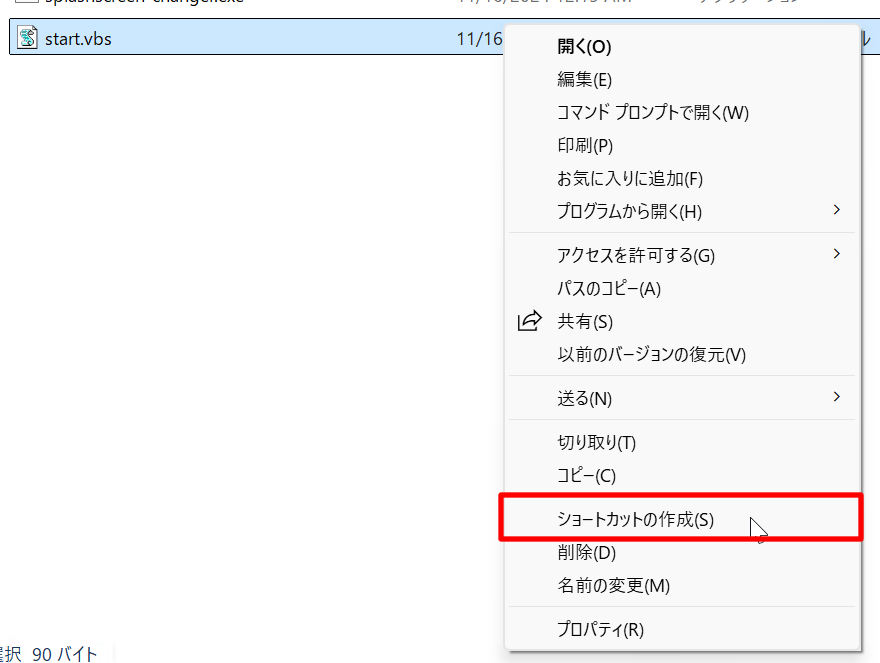 start.vbs 11/16
開く(O)
編集(E)
コマンド プロンプトで開く(W)
印刷(P)
お気に入りに追加(F)
プログラムから開く(H)
アクセスを許可する(G)
パスのコピー(A)
共有(S)
以前のバージョンの復元(V)
送る(N)
切り取り(T)
コピー(C)
ショートカットの作成(S)
削除(D)
名前の変更(M)
プロパティ(R)
選択 90 バイト